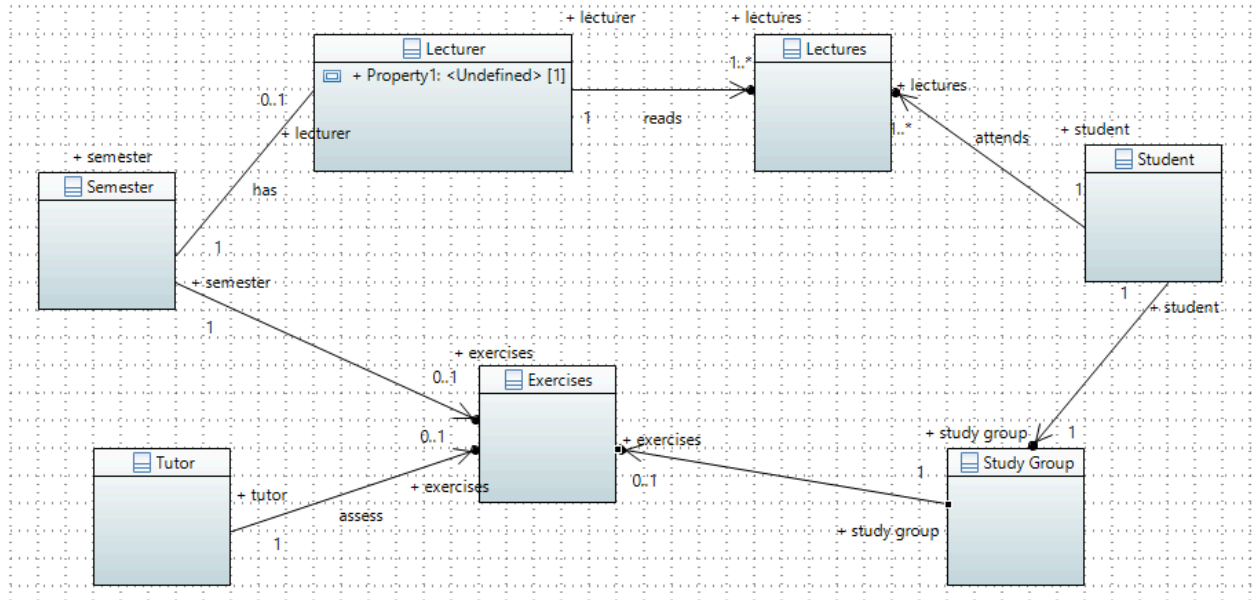 + lecturer
+ lectures
Lecturer
+ Property1: <Undefined> [1]
Lectures
1..*
+ lectures
0..1
+ lecturer
1
reads
1..*
attends
+ student
+ semester
Semester
has
Student
1
1
+ semester
1
1
+ student
+ exercises
0..1
Exercises
0..1
+ exercises
+ study group
1
Tutor
+ exercises
0..1
1
Study Group
+ tutor
assess
1
+ study group